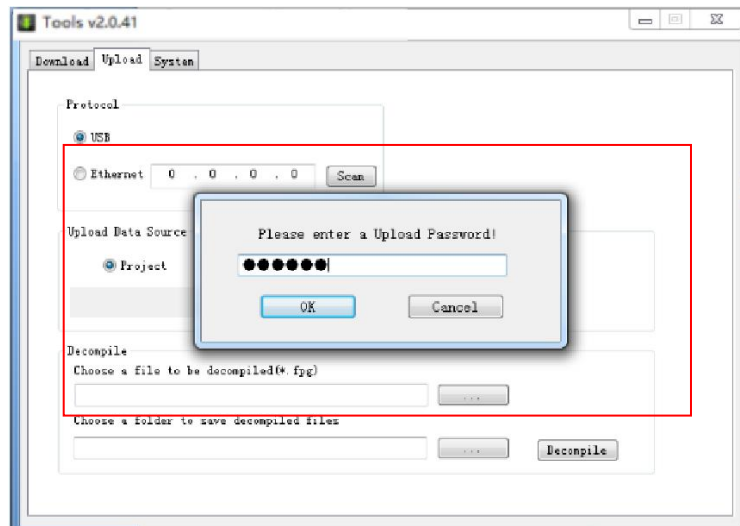 Tools v2.0.41
Download Upload System
Protocol
USB
Ethernet 0 . 0 . 0 . 0 Scan
Upload Data Source
Please enter a Upload Password!
Project
●●●●●●
OK Cancel
Decompile
Choose a file to be decompiled(*.fpg)
...
Choose a folder to save decompiled files
... Decompile